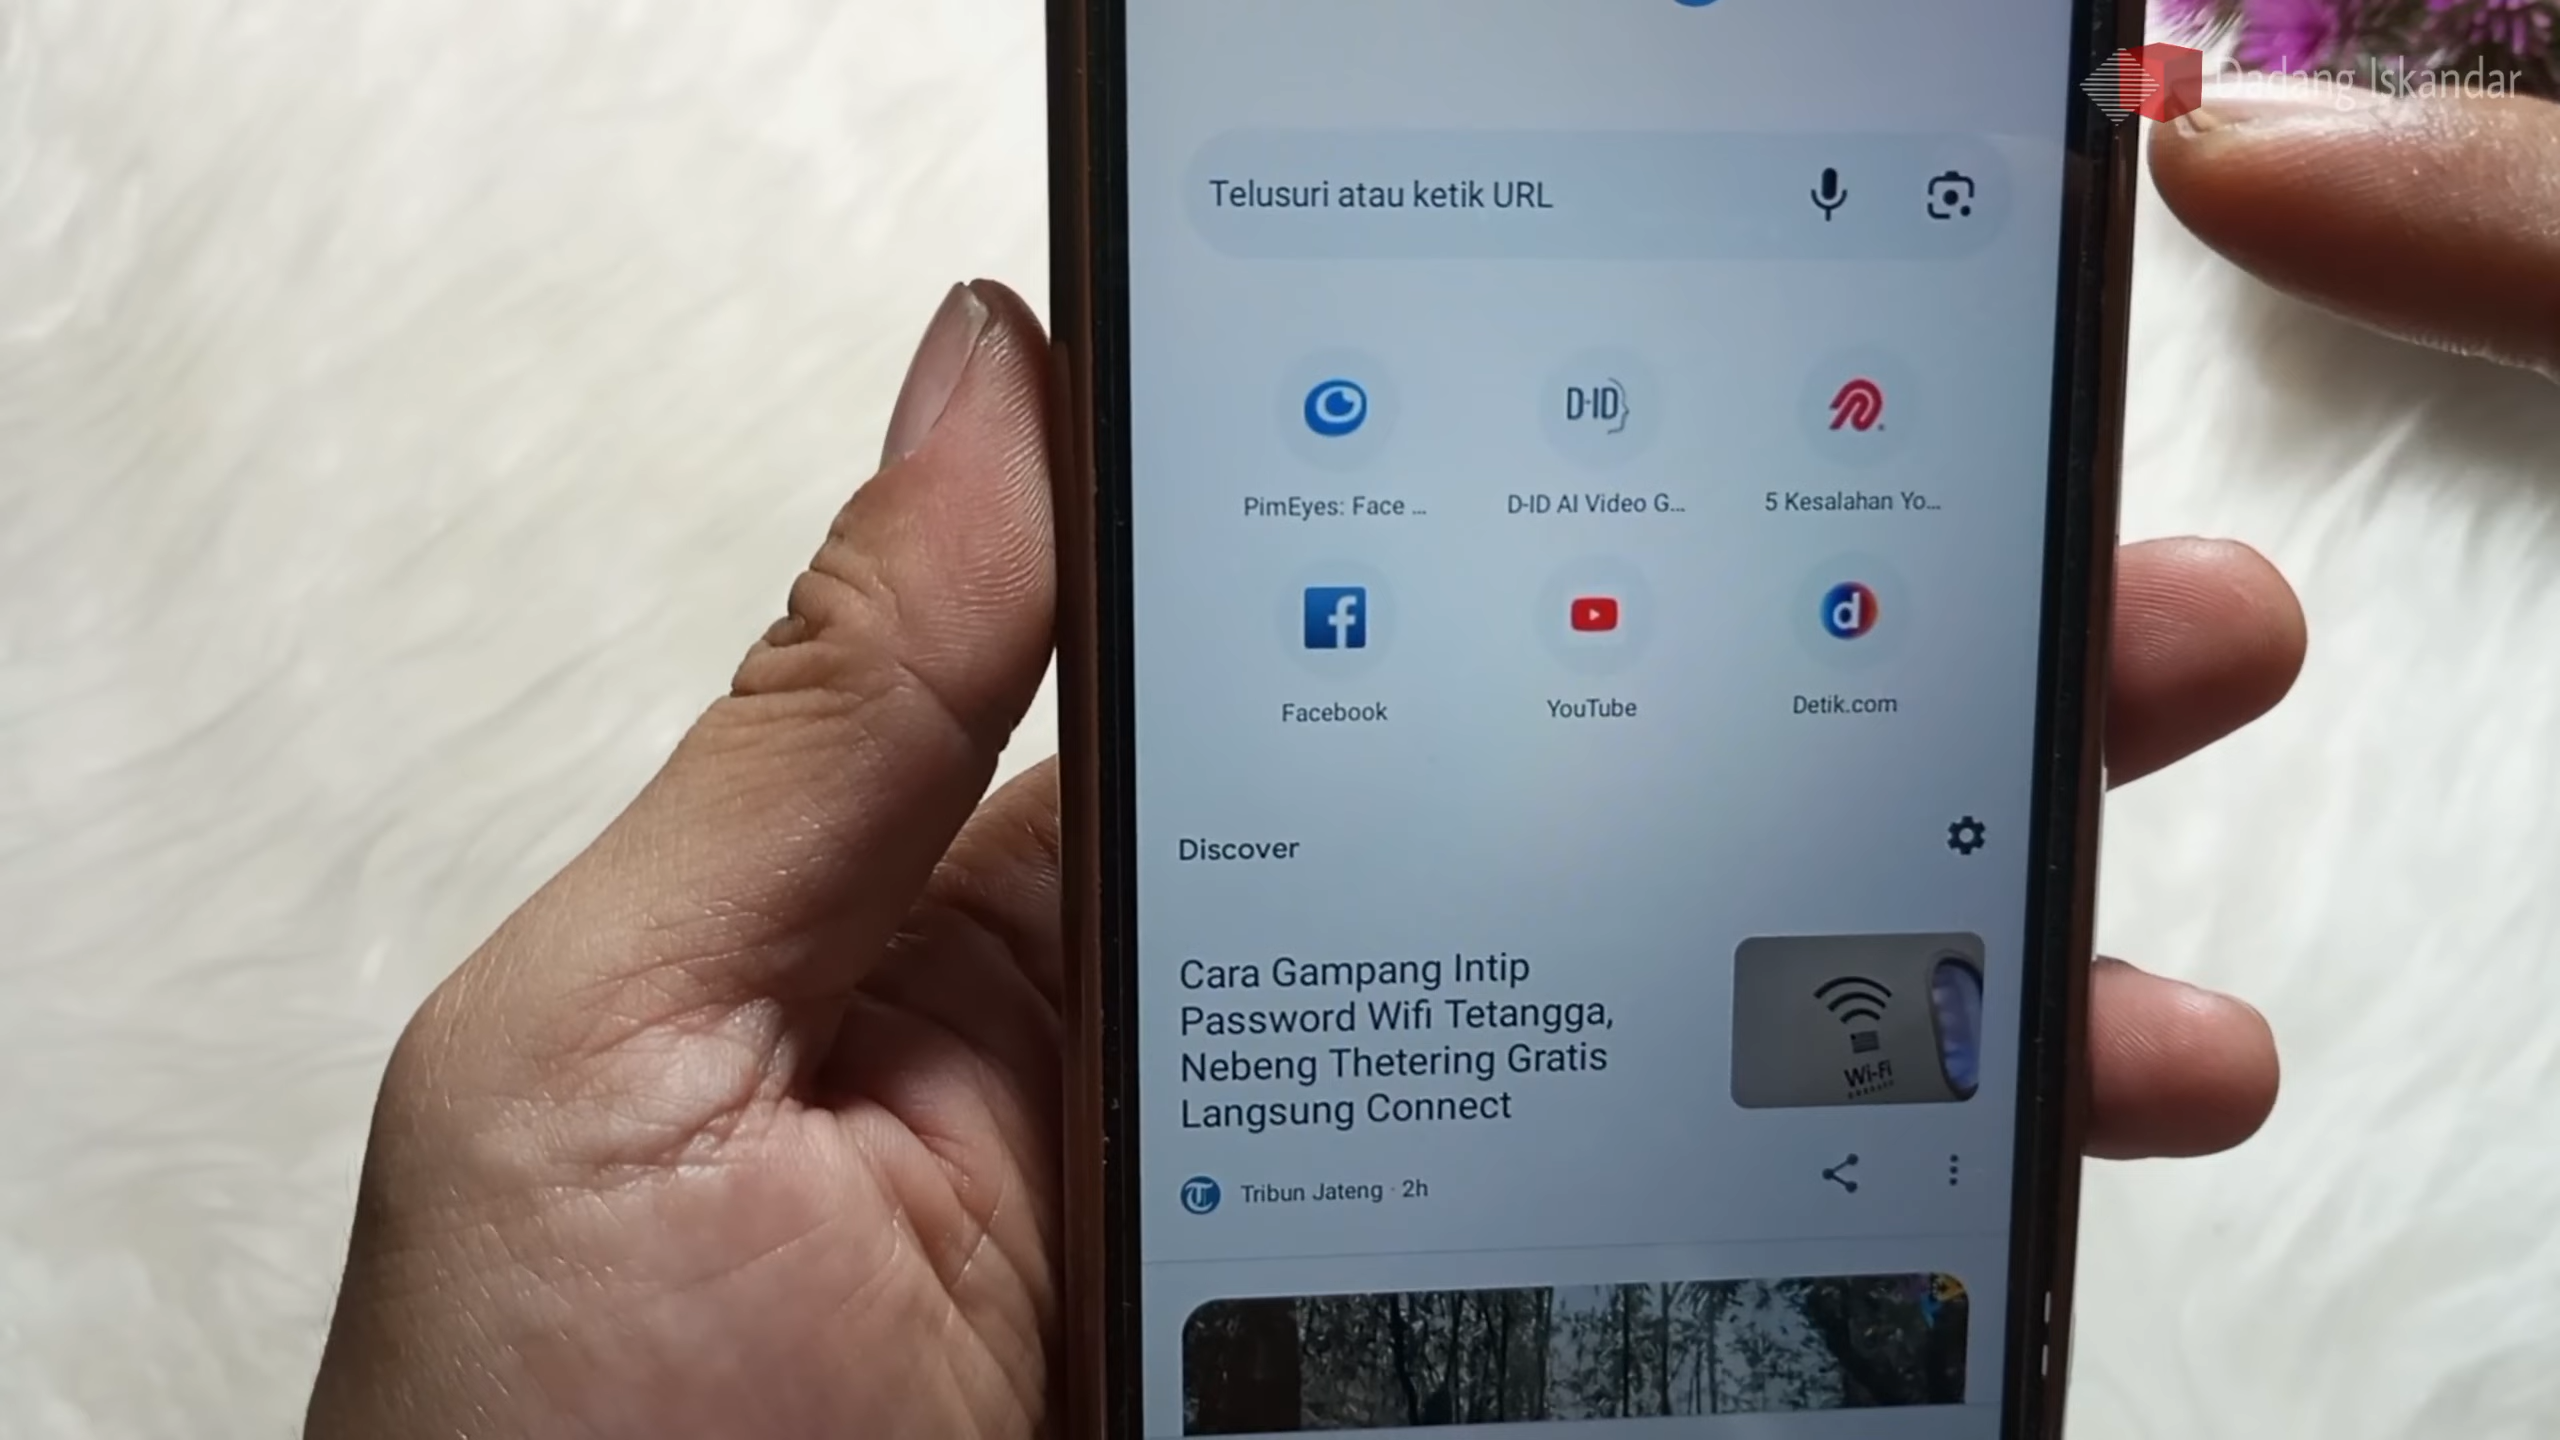 Dadang Iskandar
Telusuri atau ketik URL
D-ID
PimEyes: Face ...
D-ID AI Video G...
5 Kesalahan Yo...
Facebook
YouTube
Detik.com
Discover
Cara Gampang Intip
Password Wifi Tetangga,
Nebeng Thetering Gratis
Langsung Connect
Wi-Fi
Tribun Jateng · 2h